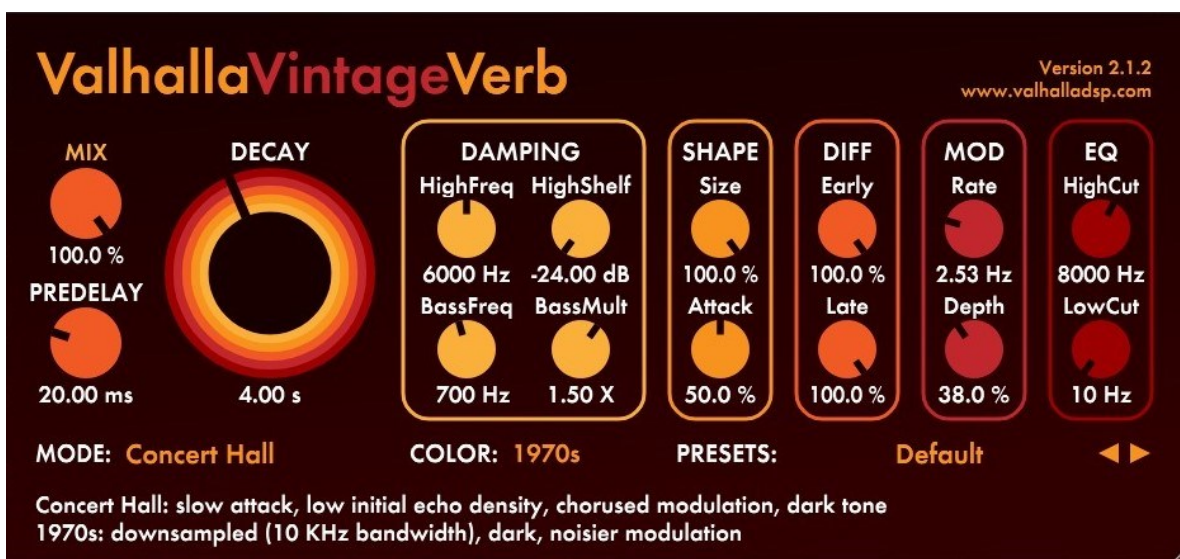 ValhallaVintageVerb
Version 2.1.2
www.valhalladsp.com
MIX
100.0 %
PREDELAY
20.00 ms
DECAY
4.00 s
DAMPING
HighFreq HighShelf
6000 Hz -24.00 dB
BassFreq BassMult
700 Hz 1.50 X
SHAPE
Size
100.0 %
Attack
50.0 %
DIFF
Early
100.0 %
Late
100.0 %
MOD
Rate
2.53 Hz
Depth
38.0 %
EQ
HighCut
8000 Hz
LowCut
10 Hz
MODE: Concert Hall COLOR: 1970s PRESETS: Default
Concert Hall: slow attack, low initial echo density, chorused modulation, dark tone
1970s: downsampled (10 KHz bandwidth), dark, noisier modulation